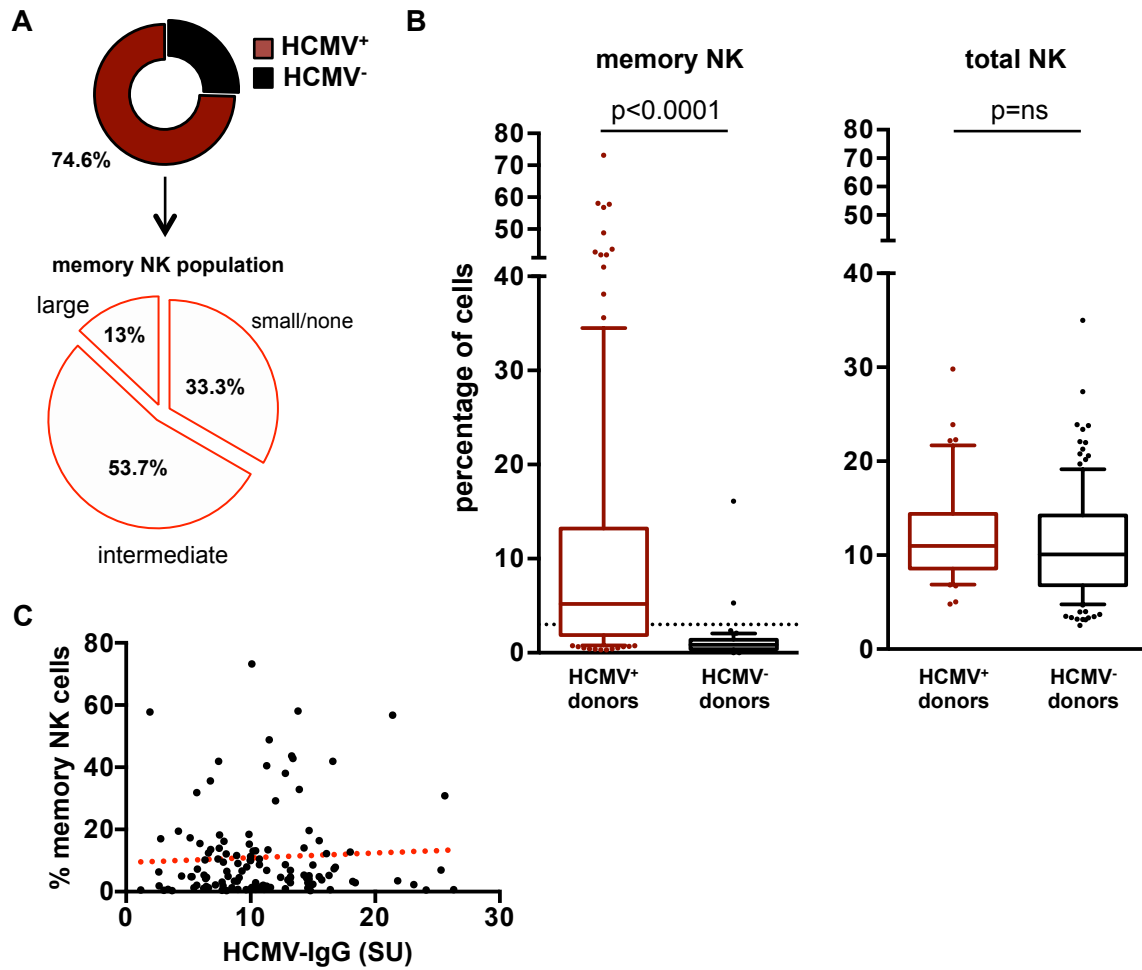 A
HCMV⁺
HCMV⁻
74.6%
memory NK population
large
small/none
13%
33.3%
53.7%
intermediate
B
memory NK
total NK
p<0.0001
p=ns
percentage of cells
80
70
60
50
40
30
20
10
0
80
70
60
50
40
30
20
10
0
HCMV⁺
donors
HCMV⁻
donors
HCMV⁺
donors
HCMV⁻
donors
C
% memory NK cells
80
60
40
20
0
0
10
20
30
HCMV-IgG (SU)